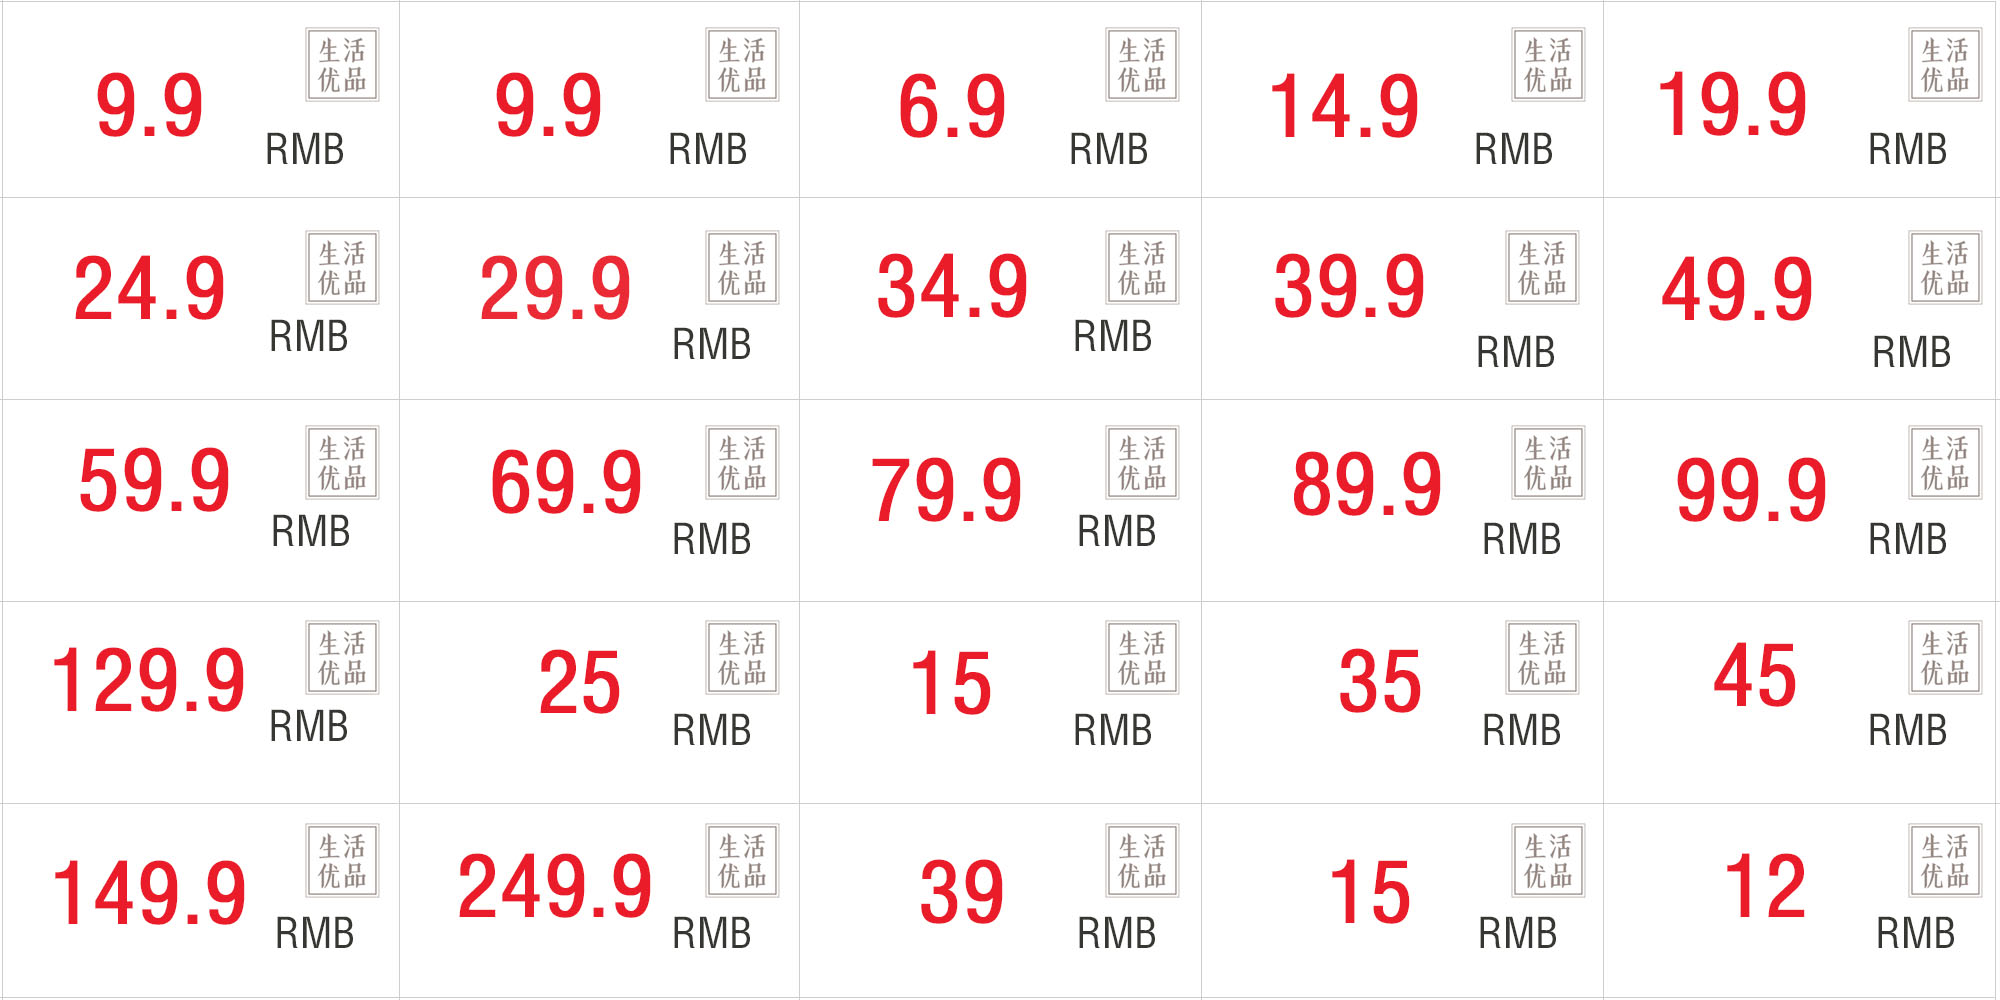 生活
优品
9.9
RMB
生活
优品
9.9
RMB
生活
优品
6.9
RMB
生活
优品
14.9
RMB
生活
优品
19.9
RMB
生活
优品
24.9
RMB
生活
优品
29.9
RMB
生活
优品
34.9
RMB
生活
优品
39.9
RMB
生活
优品
49.9
RMB
生活
优品
59.9
RMB
生活
优品
69.9
RMB
生活
优品
79.9
RMB
生活
优品
89.9
RMB
生活
优品
99.9
RMB
生活
优品
129.9
RMB
生活
优品
25
RMB
生活
优品
15
RMB
生活
优品
35
RMB
生活
优品
45
RMB
生活
优品
149.9
RMB
生活
优品
249.9
RMB
生活
优品
39
RMB
生活
优品
15
RMB
生活
优品
12
RMB